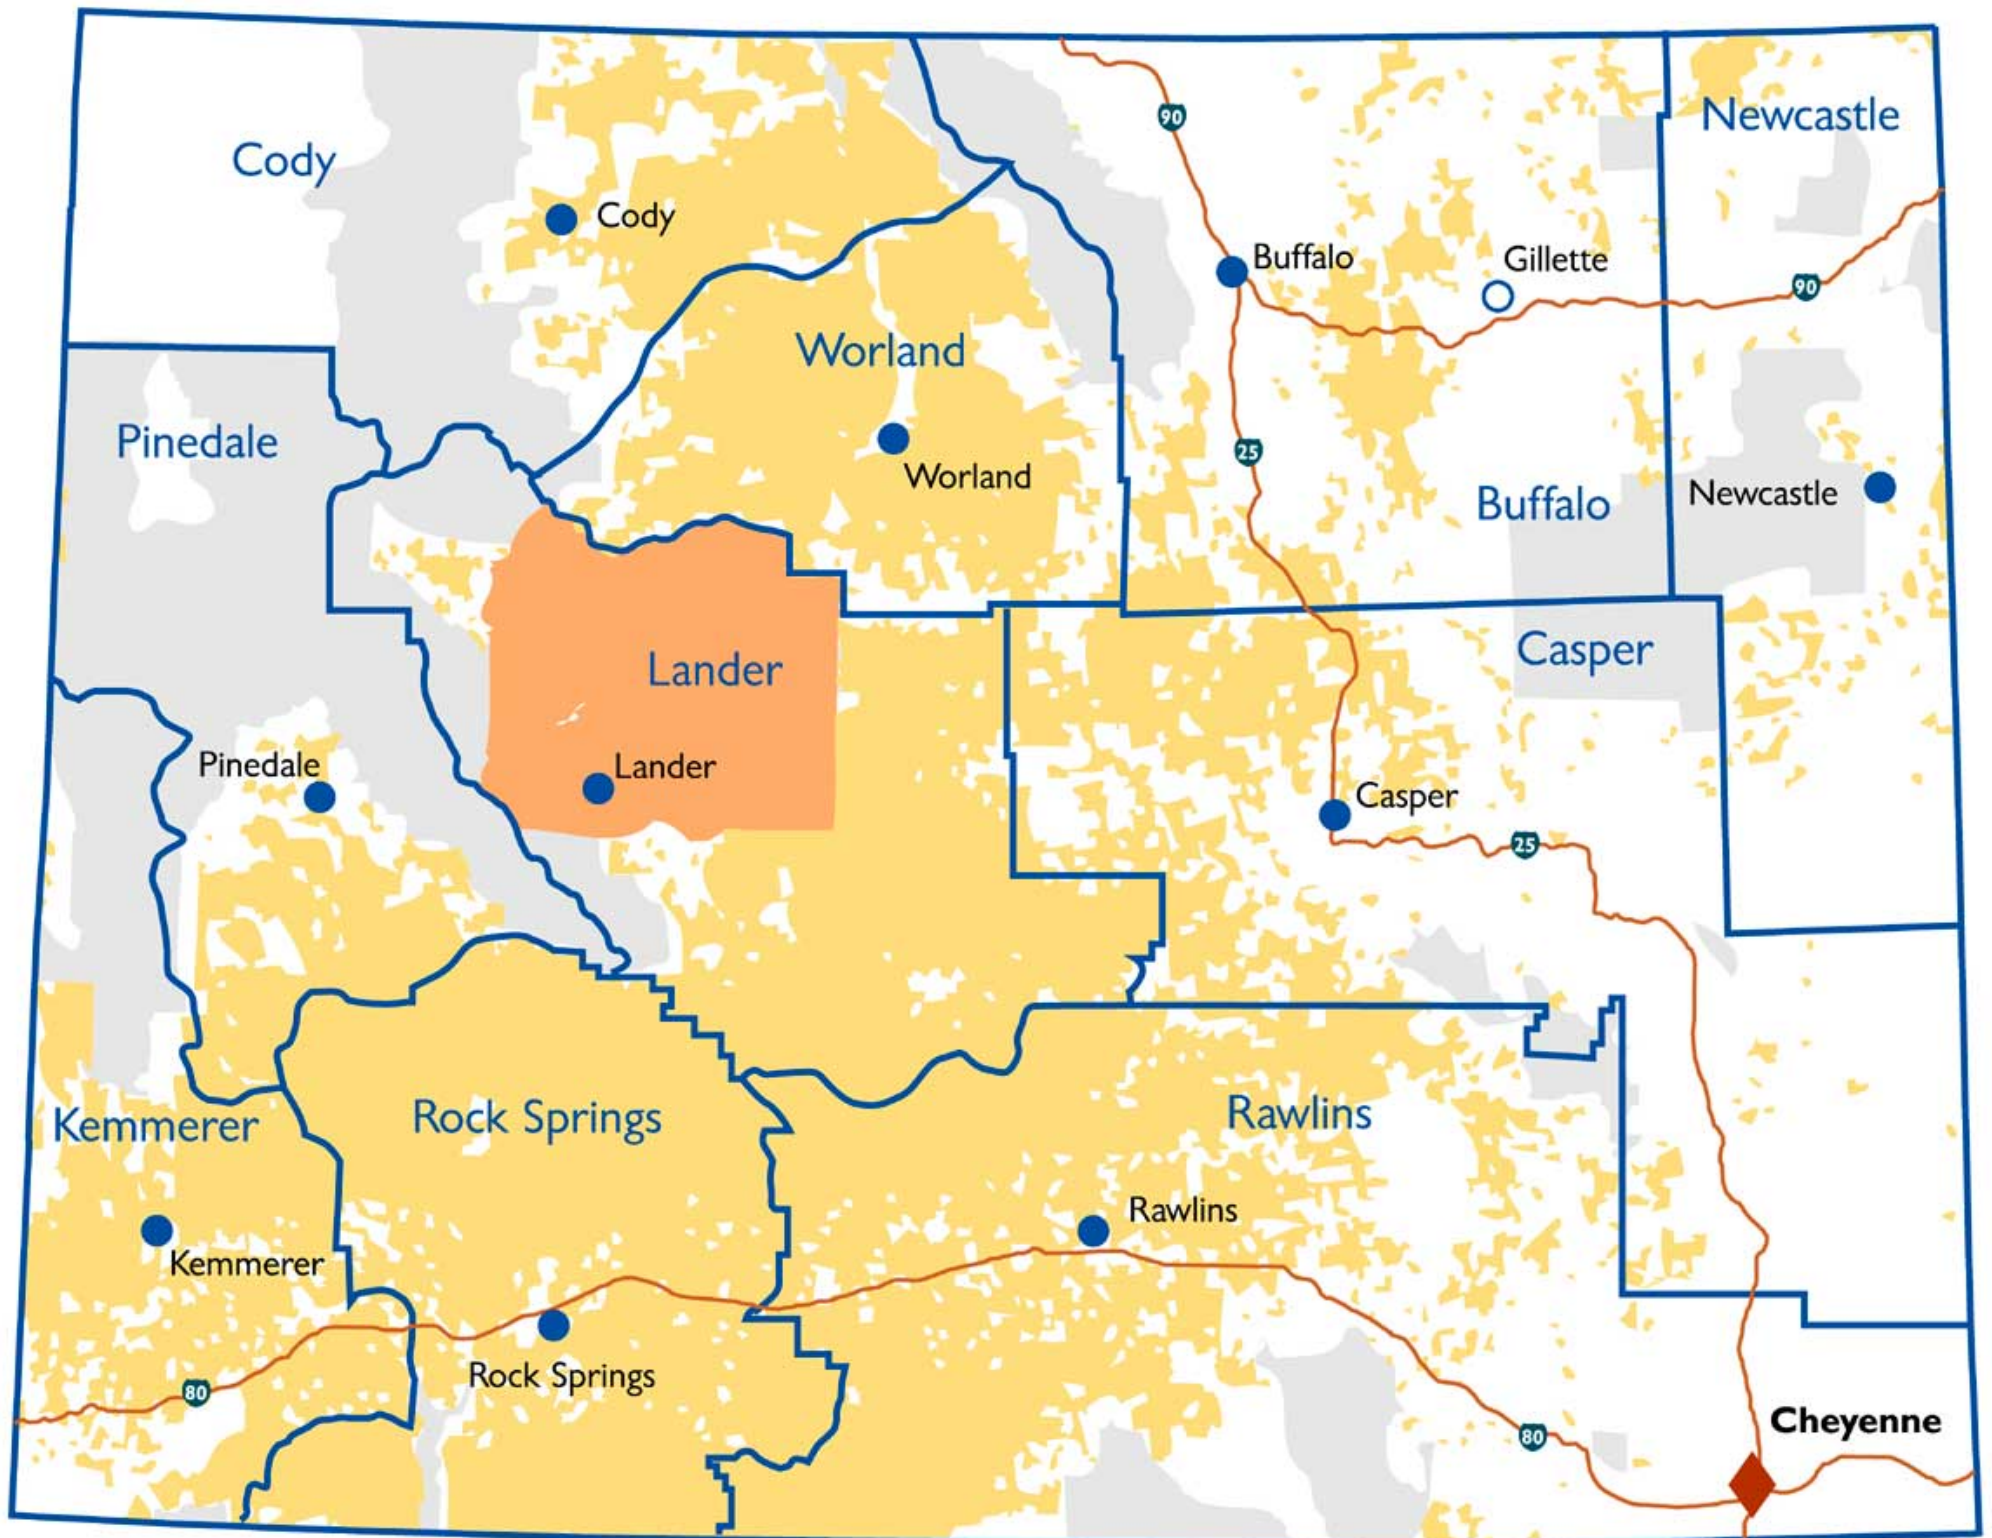 90
Newcastle
Cody
Cody
Buffalo
Gillette
90
Worland
Pinedale
25
Worland
Buffalo
Newcastle
Casper
Lander
Pinedale
Lander
Casper
25
Kemmerer
Rock Springs
Rawlins
Rawlins
Kemmerer
Rock Springs
80
Cheyenne
80